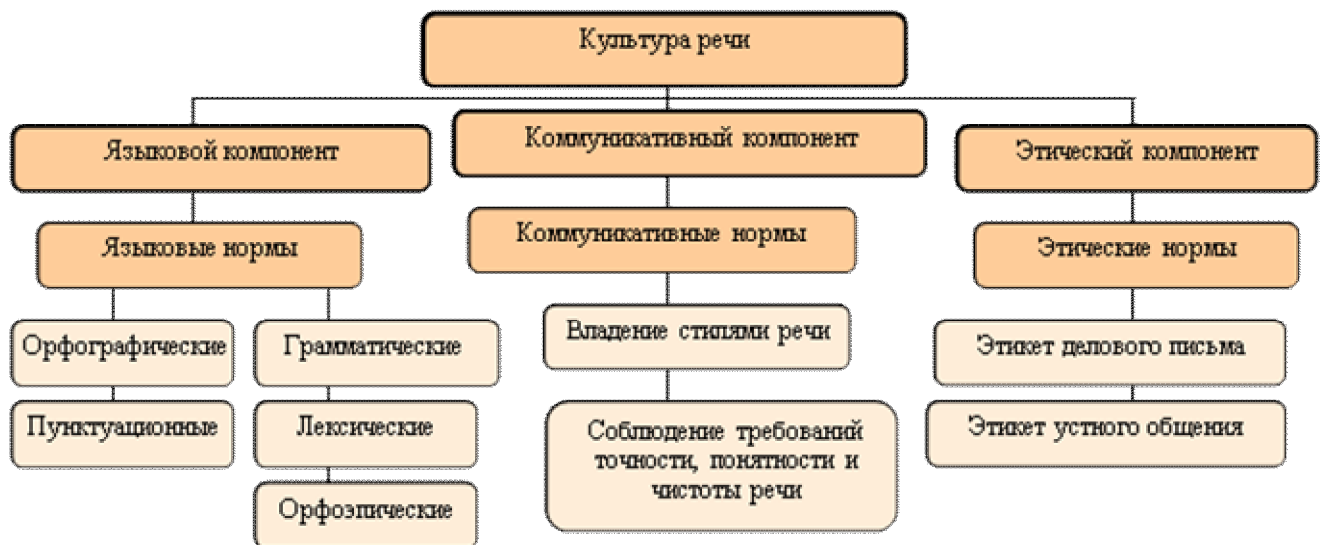 Культура речи
Языковой компонент
Коммуникативный компонент
Этический компонент
Языковые нормы
Коммуникативные нормы
Этические нормы
Орфографические
Грамматические
Владение стилями речи
Этикет делового письма
Пунктуационные
Лексические
Соблюдение требований
точности, понятности и
чистоты речи
Этикет устного общения
Орфоэпические